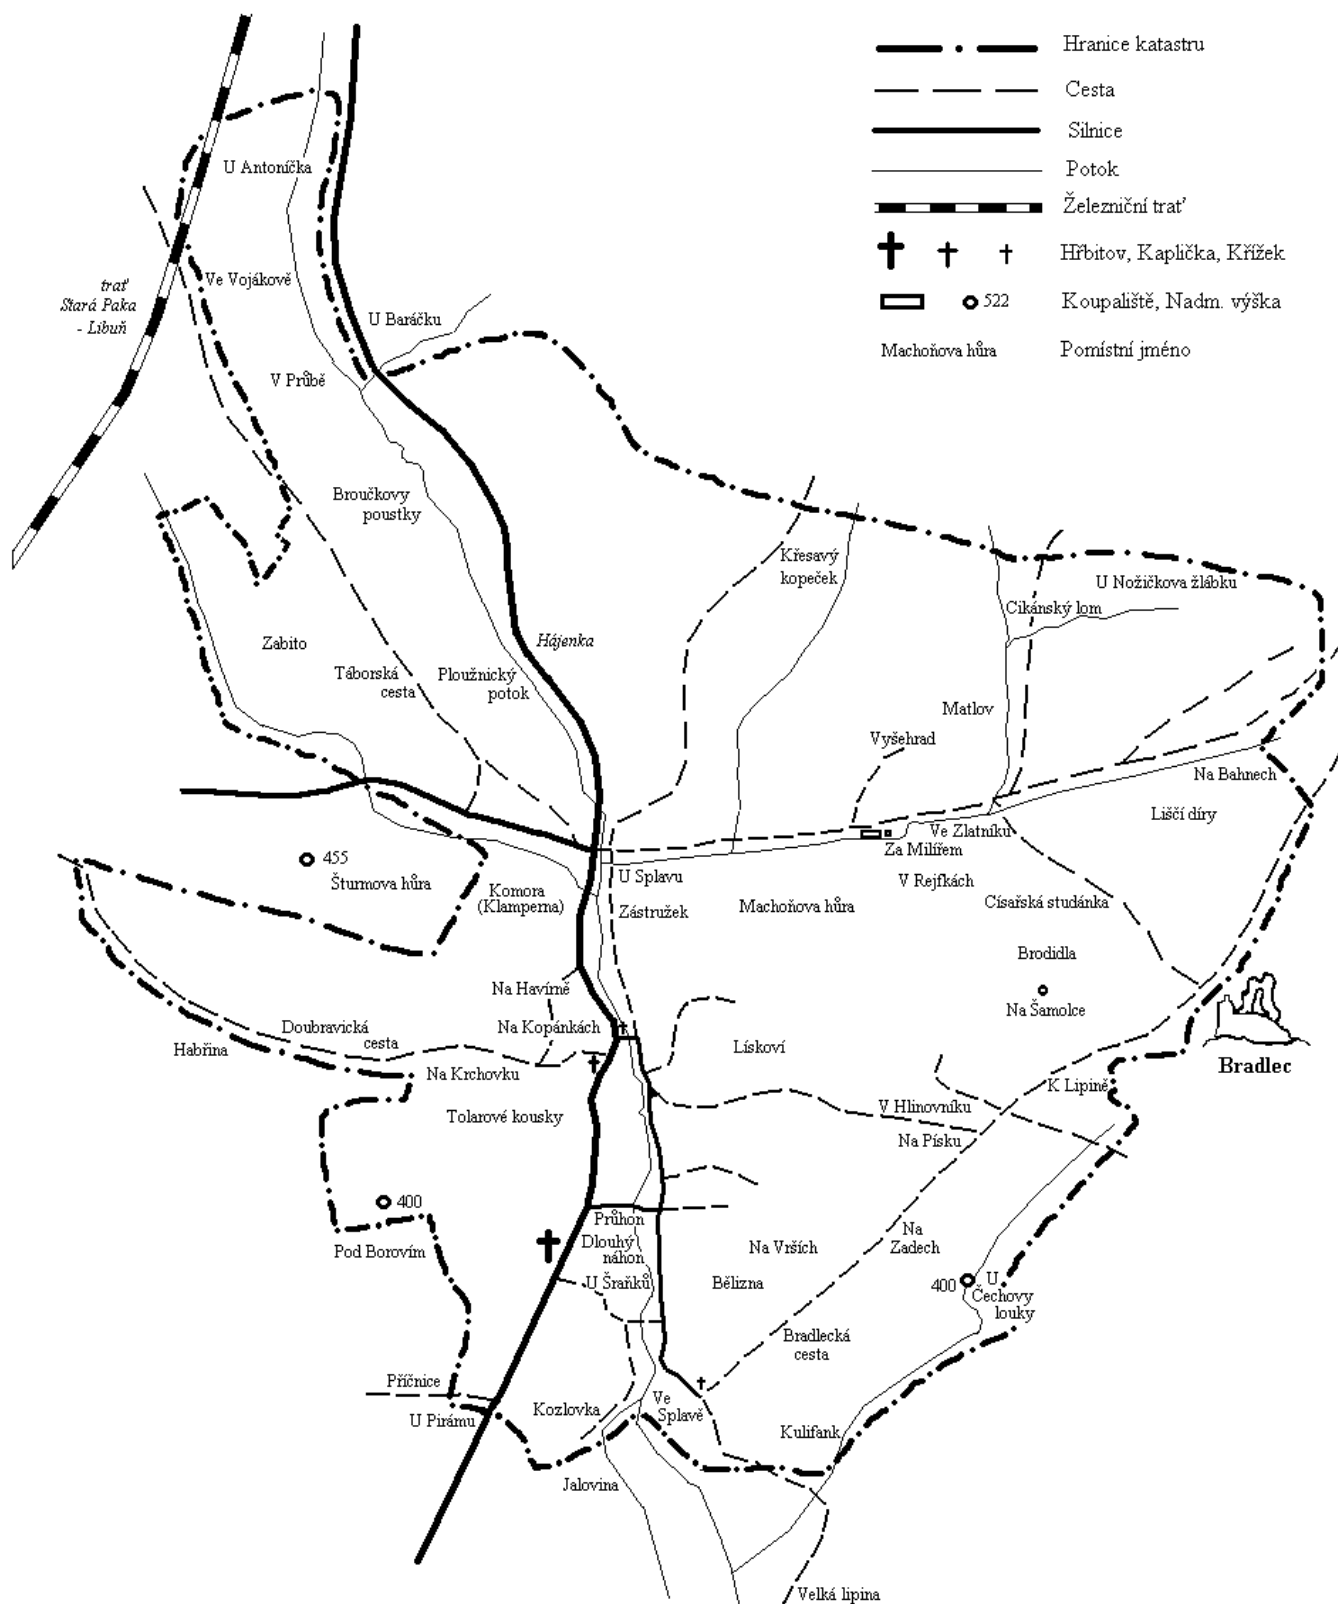 Hranice katastru
Cesta
Silnice
Potok
Železniční trať
Hřbitov, Kaplička, Křížek
522
Koupaliště, Nadm. výška
Machoňova hůra
Pomístní jméno
U Antoníčka
trať
Stará Paka
- Libuň
Ve Vojákově
U Baráčku
V Průbě
Broučkovy
poustky
Křesavý
kopeček
U Nožičkova žlábku
Cikánský lom
Zabito
Hájenka
Táborská
cesta
Ploužnický
potok
Matlov
Vyšehrad
Na Bahnech
Liščí díry
Ve Zlatníku
Za Milířem
455
Šturmova hůra
Komora
(Klamperna)
U Splavu
V Rejfkách
Zástružek
Machoňova hůra
Císařská studánka
Brodidla
Na Havírně
Na Šamolce
Doubravická
cesta
Na Kopánkách
Habřina
Lískoví
Bradlec
Na Krchovku
K Lipině
Tolarové kousky
V Hlinovníku
Na Písku
400
Průhon
Na
Zadech
Pod Borovím
Dlouhý
náhon
Na Vrších
U Šraňků
Bělizna
400
U
Čechovy
louky
Bradlecká
cesta
Příčnice
U Pirámu
Kozlovka
Ve
Splavě
Kulifank
Jalovina
Velká lipina